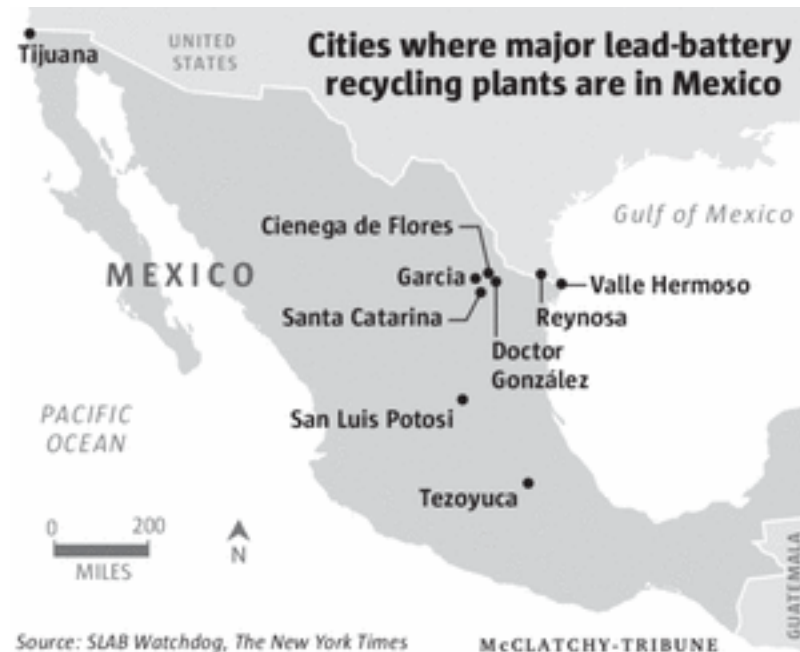 Cities where major lead-battery
recycling plants are in Mexico
Tijuana
UNITED
STATES
Gulf of Mexico
Cienega de Flores
MEXICO
Garcia
Valle Hermoso
Santa Catarina
Reynosa
Doctor
González
PACIFIC
OCEAN
San Luis Potosi
Tezoyuca
0 200
MILES
N
GUATEMALA
Source: SLAB Watchdog, The New York Times
McCLATCHY-TRIBUNE